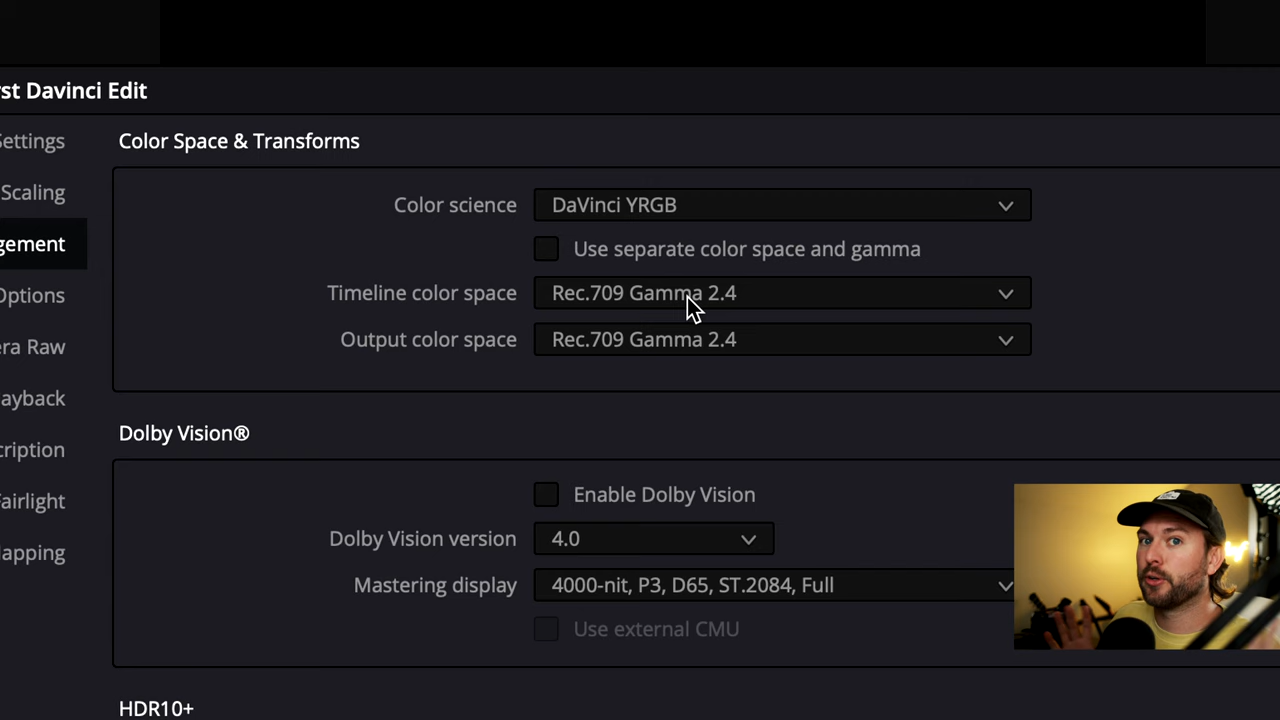 st Davinci Edit
Settings
Color Space & Transforms
Scaling
Color science
DaVinci YRGB
gement
Use separate color space and gamma
Options
Timeline color space
Rec.709 Gamma 2.4
era Raw
Output color space
Rec.709 Gamma 2.4
ayback
Dolby Vision®
cription
Fairlight
Enable Dolby Vision
apping
Dolby Vision version
4.0
Mastering display
4000-nit, P3, D65, ST.2084, Full
Use external CMU
HDR10+